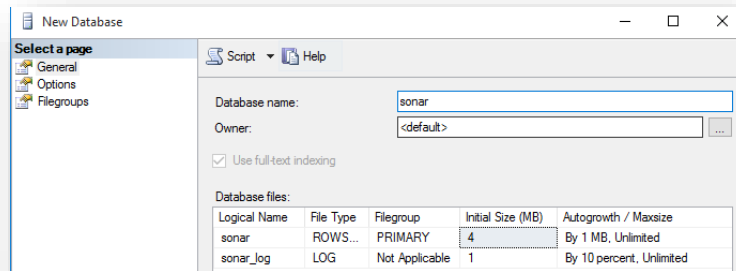 New Database
Select a page
General
Options
Filegroups
Script
Help
Database name:
sonar
Owner:
<default>
...
Use full-text indexing
Database files:
Logical Name File Type Filegroup Initial Size (MB) Autogrowth / Maxsize
sonar ROWS... PRIMARY 4 By 1 MB, Unlimited
sonar_log LOG Not Applicable 1 By 10 percent, Unlimited